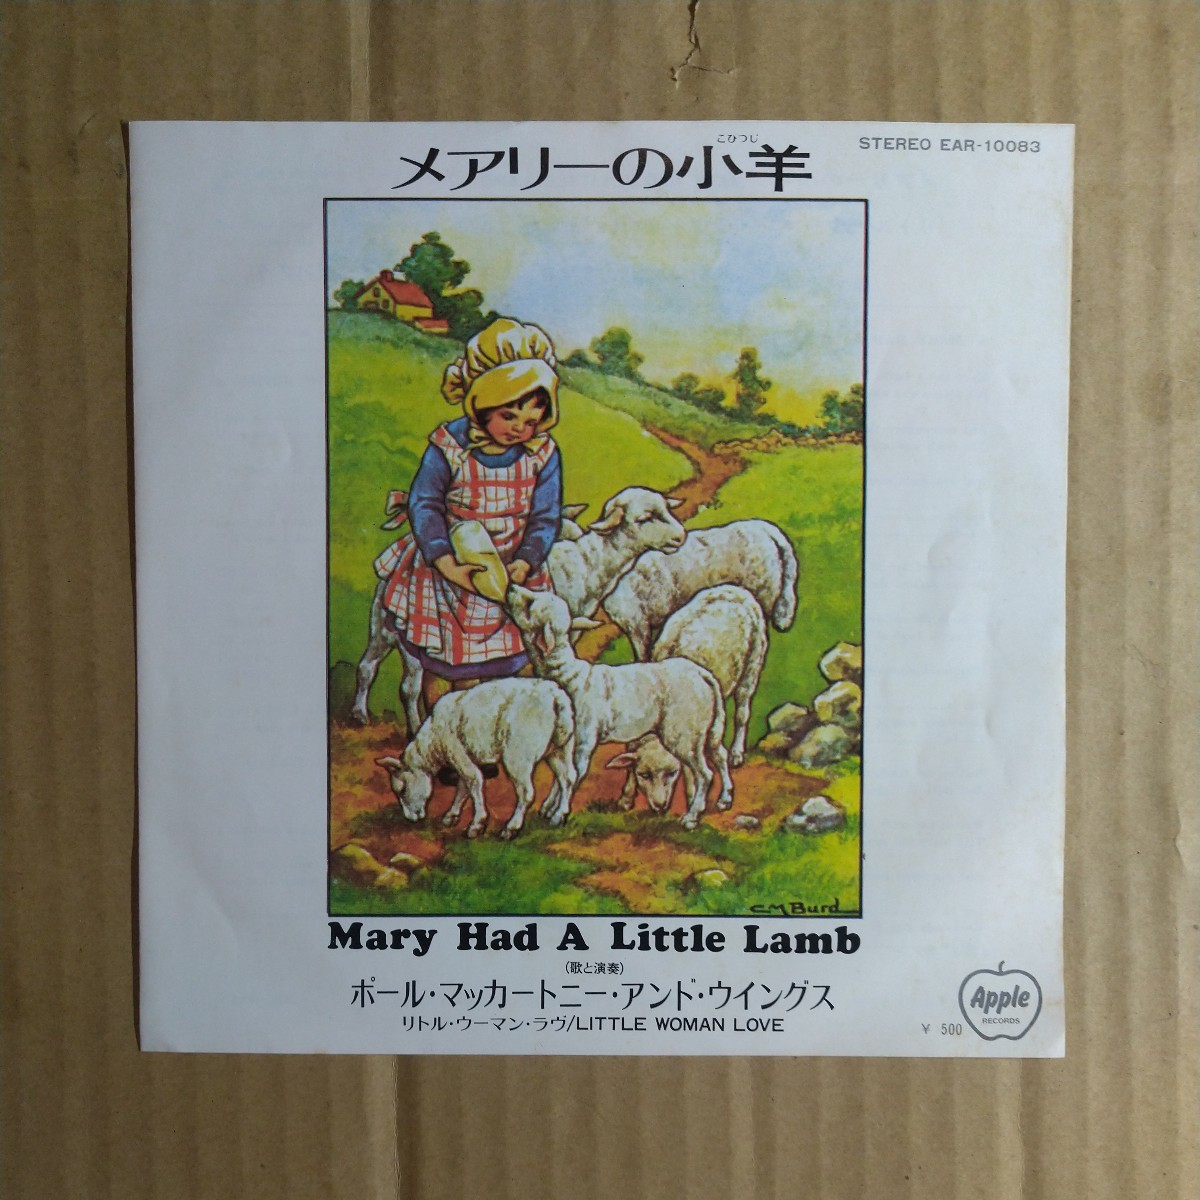 STEREO EAR-10083
こひつじ
メアリーの小羊
CMBurd
Mary Had A Little Lamb
(歌と演奏)
ポール・マッカートニー・アンド・ウイングス
リトル・ウーマン・ラヴ/LITTLE WOMAN LOVE
¥ 500
Apple
RECORDS